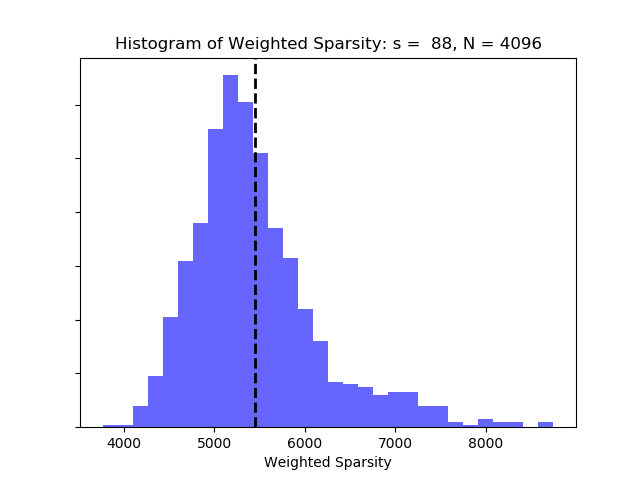 Histogram of Weighted Sparsity: s =  88, N = 4096
4000 5000 6000 7000 8000
Weighted Sparsity